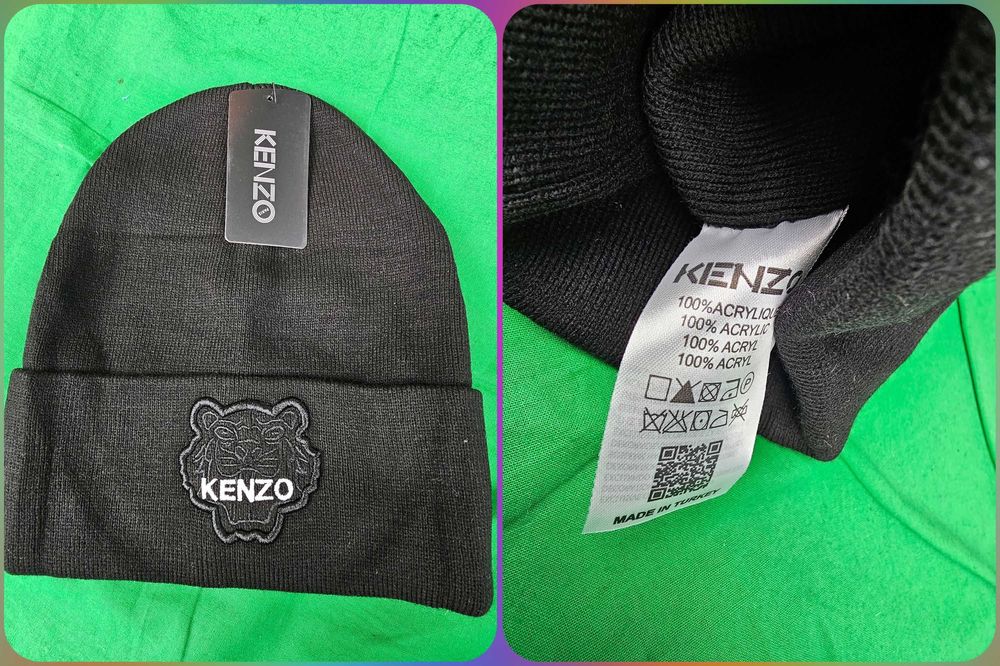 KENZO
KENZO
KENZO
100%ACRYLIQUE
100% ACRYLIC
100% ACRYL
100% ACRYL
MADE IN TURKEY